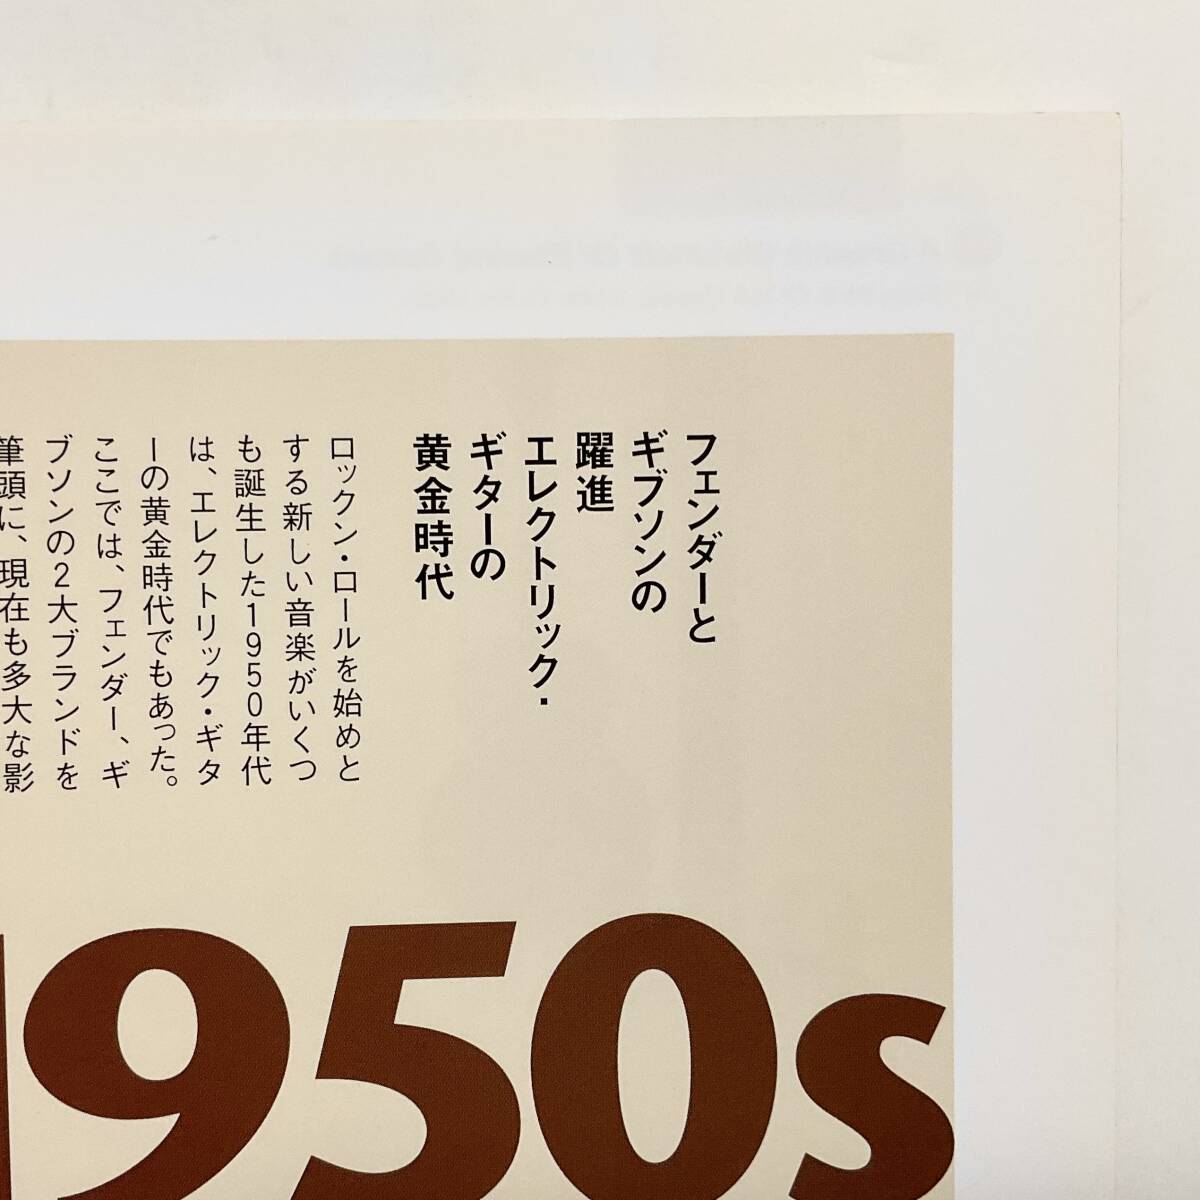 フェンダーと
ギブソンの
躍進
エレクトリック・
ギターの
黄金時代
ロックン・ロールを始めと
する新しい音楽がいくつ
も誕生した1950年代
は、エレクトリック・ギタ
ーの黄金時代でもあった。
ここでは、フェンダー、ギ
ブソンの2大ブランドを
筆頭に、現在も多大な影
1950s